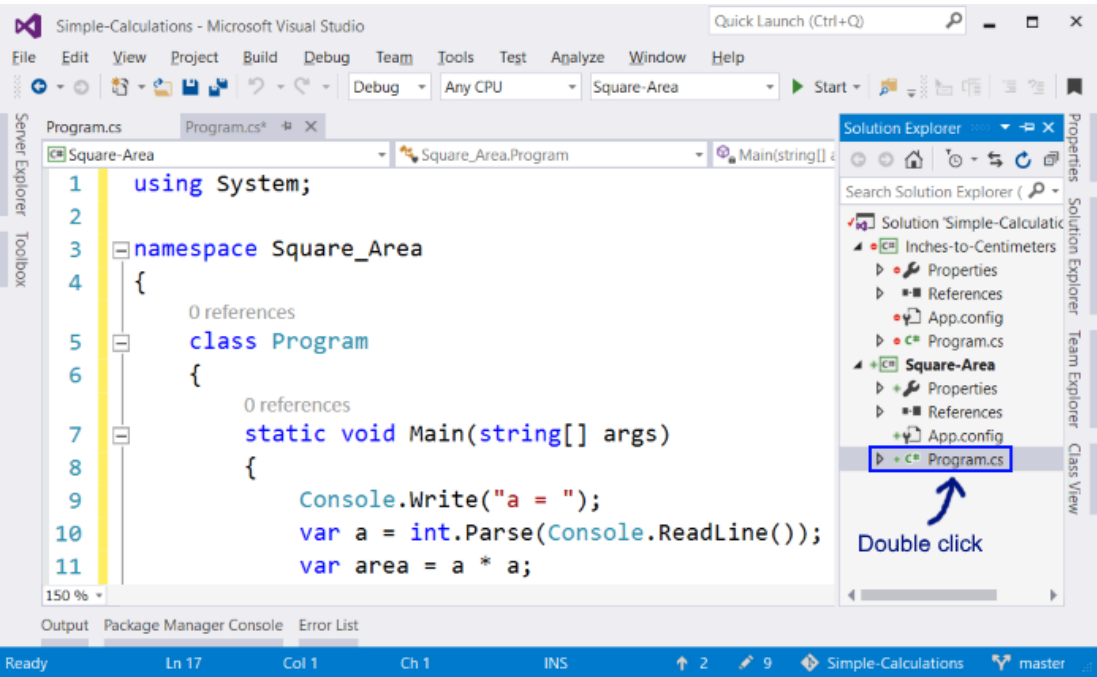 Simple-Calculations - Microsoft Visual Studio
Quick Launch (Ctrl+Q)
File Edit View Project Build Debug Team Tools Test Analyze Window Help
Debug Any CPU Square-Area Start
Server Explorer
Toolbox
Program.cs Program.cs*
C# Square-Area Square_Area.Program Main(string[] a
1 using System;
2
3 namespace Square_Area
4 {
0 references
5 class Program
6 {
0 references
7 static void Main(string[] args)
8 {
9 Console.Write("a = ");
10 var a = int.Parse(Console.ReadLine());
11 var area = a * a;
150 %
Solution Explorer
Search Solution Explorer (
Solution 'Simple-Calculatic
C# Inches-to-Centimeters
Properties
References
App.config
C# Program.cs
C# Square-Area
Properties
References
App.config
C# Program.cs
Double click
Properties
Solution Explorer
Team Explorer
Class View
Output Package Manager Console Error List
Ready Ln 17 Col 1 Ch 1 INS 2 9 Simple-Calculations master